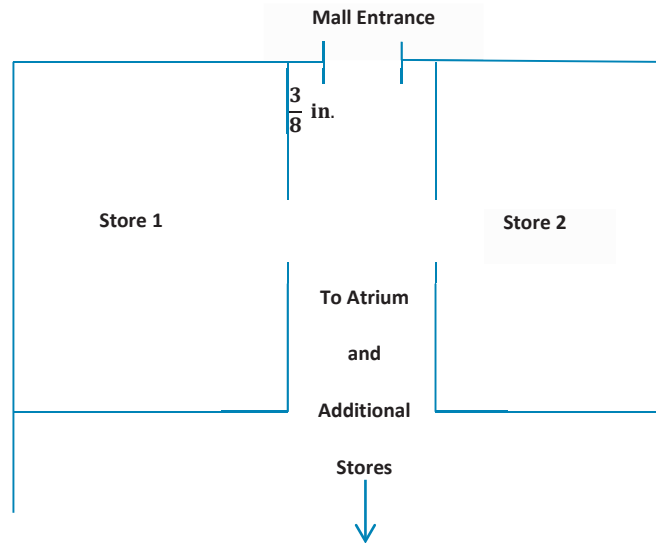 Mall Entrance
3/8 in.
Store 1
Store 2
To Atrium
and
Additional
Stores